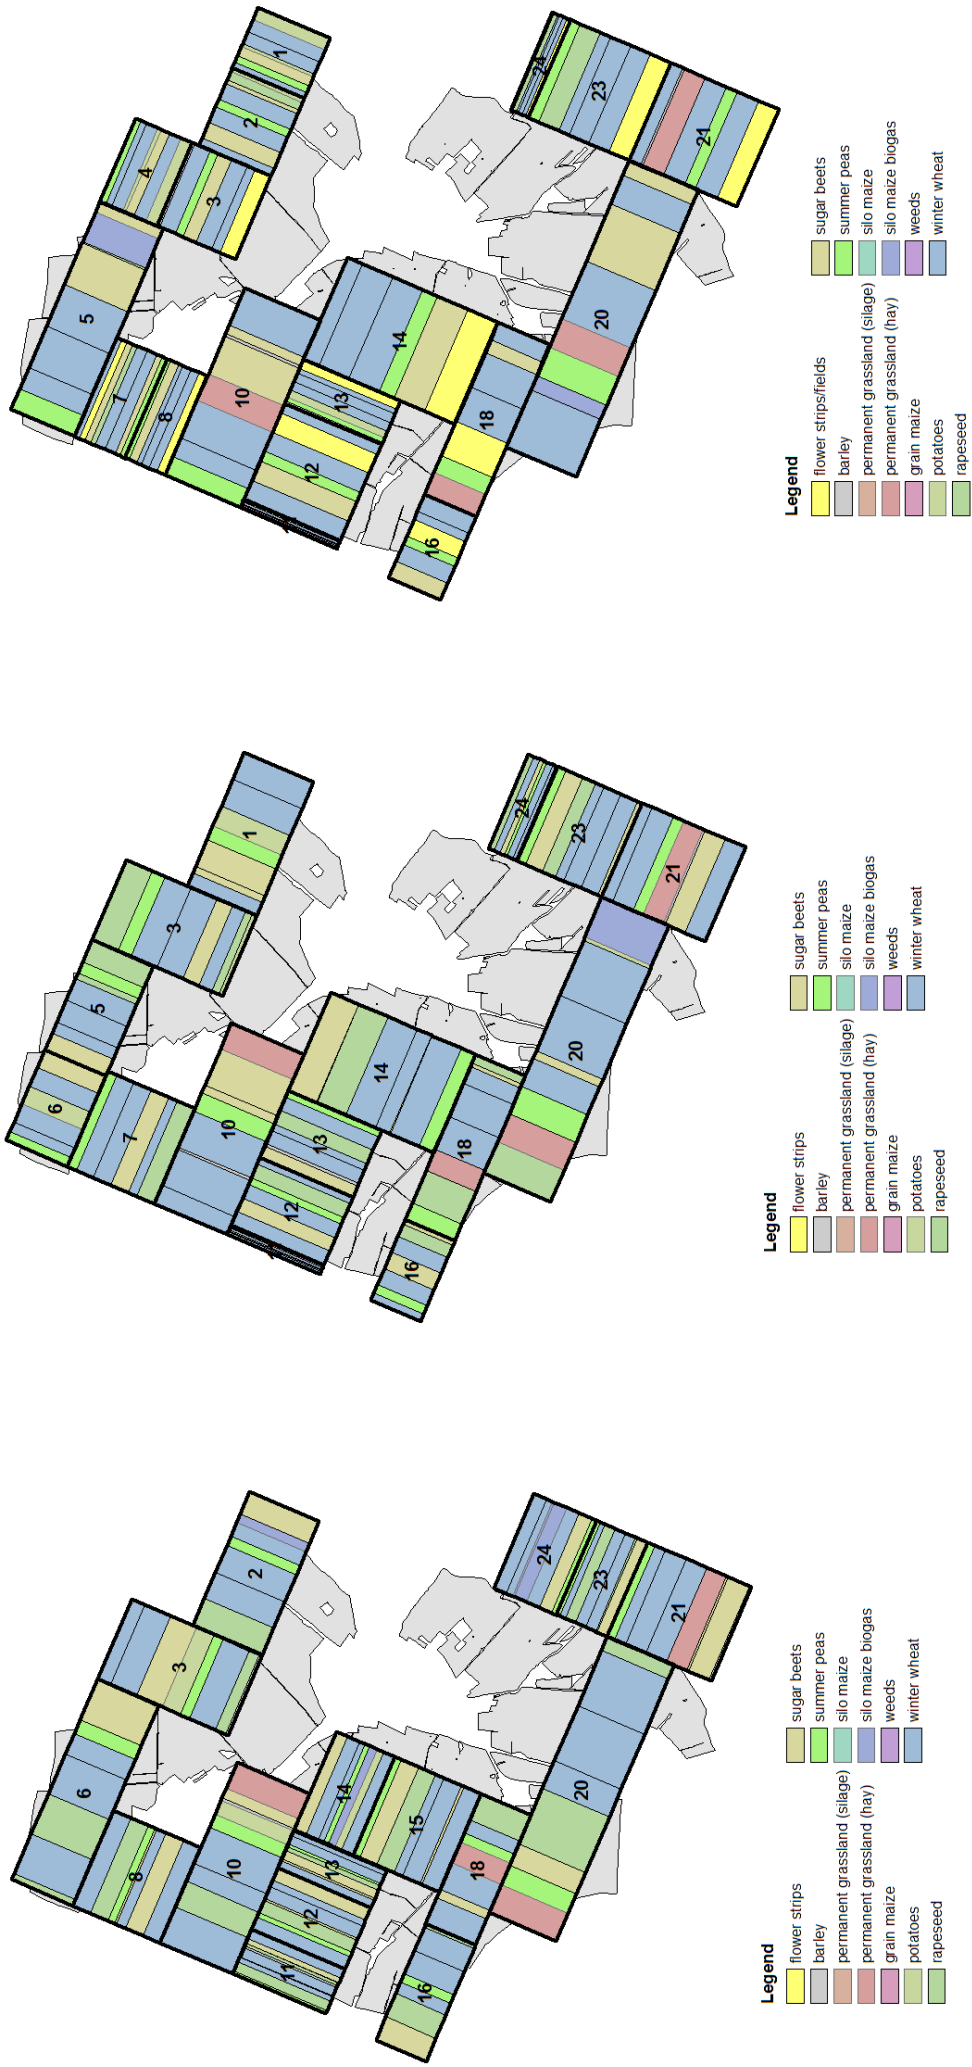 6
8
3
2
10
11
12
13
14
15
16
18
20
24
23
21
Legend
flower strips
barley
permanent grassland (silage)
permanent grassland (hay)
grain maize
potatoes
rapeseed
sugar beets
summer peas
silo maize
silo maize biogas
weeds
winter wheat
6
5
7
3
1
10
12
13
14
16
18
20
24
23
21
Legend
flower strips
barley
permanent grassland (silage)
permanent grassland (hay)
grain maize
potatoes
rapeseed
sugar beets
summer peas
silo maize
silo maize biogas
weeds
winter wheat
5
7
8
4
3
2
1
10
12
13
14
16
18
20
24
23
21
Legend
flower strips/fields
barley
permanent grassland (silage)
permanent grassland (hay)
grain maize
potatoes
rapeseed
sugar beets
summer peas
silo maize
silo maize biogas
weeds
winter wheat